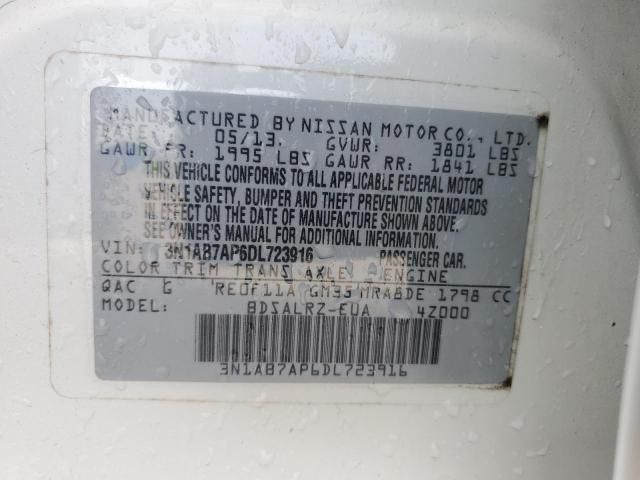 MANUFACTURED BY NISSAN MOTOR CO., LTD.
DATE: 05/13. GVWR: 3801 LBS
GAWR FR: 1995 LBS GAWR RR: 1841 LBS
THIS VEHICLE CONFORMS TO ALL APPLICABLE FEDERAL MOTOR
VEHICLE SAFETY, BUMPER AND THEFT PREVENTION STANDARDS
IN EFFECT ON THE DATE OF MANUFACTURE SHOWN ABOVE.
SEE OWNER'S MANUAL FOR ADDITIONAL INFORMATION.
VIN: 3N1AB7AP6DL723916 PASSENGER CAR.
COLOR TRIM TRANS AXLE ENGINE
QAC G RE0F11A GM35 MRA8DE 1798 CC
MODEL: BDSALRZ-EUA 4Z000
3N1AB7AP6DL723916